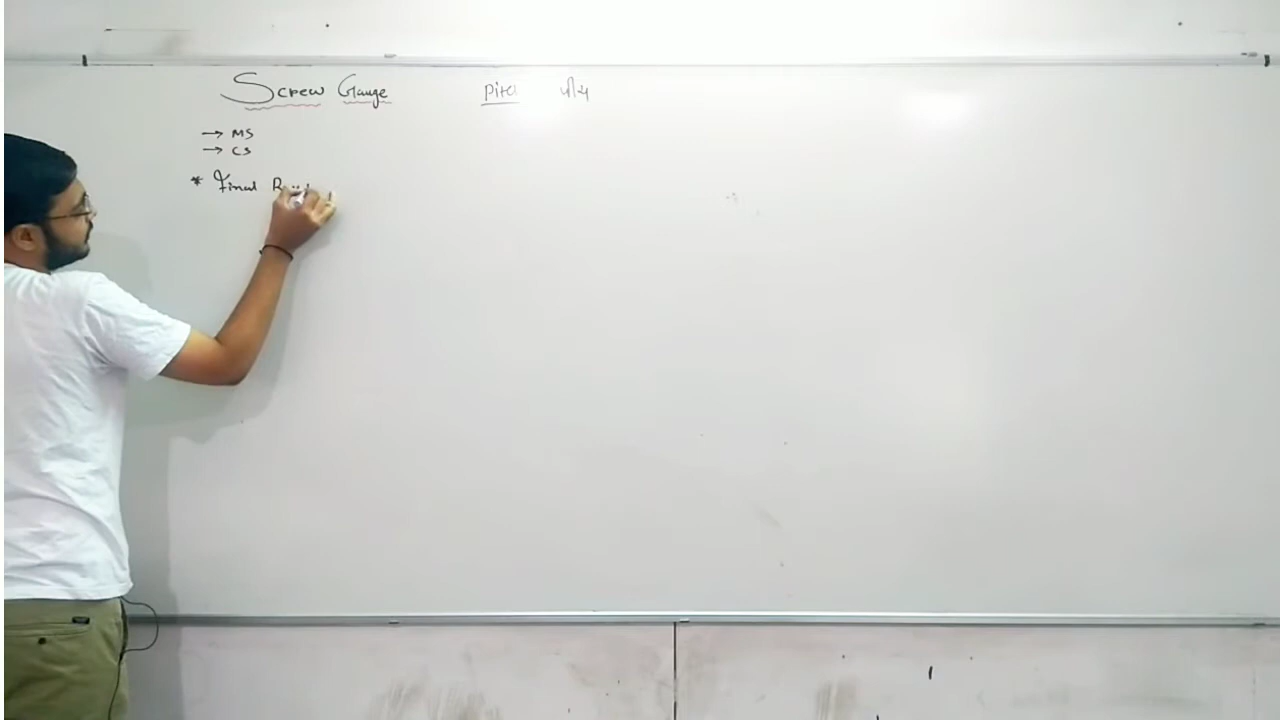 Screw Gauge Pitch पीच
→ MS
→ CS
* Final